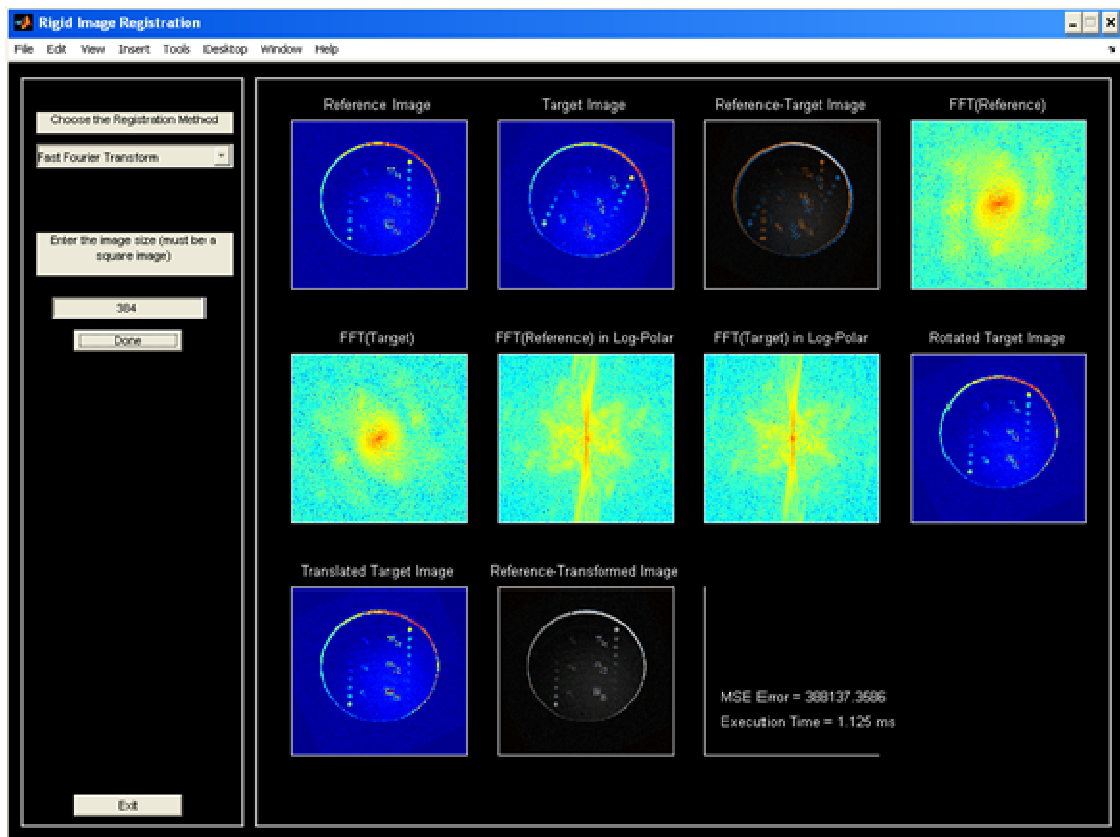 Rigid Image Registration
File Edit View Insert Tools Desktop Window Help
Choose the Registration Method
Fast Fourier Transform
Enter the image size (must be a
square image)
384
Done
Exit
Reference Image
Target Image
Reference-Target Image
FFT(Reference)
FFT(Target)
FFT(Reference) in Log-Polar
FFT(Target) in Log-Polar
Rotated Target Image
Translated Target Image
Reference-Transformed Image
MSE Error = 388137.3686
Execution Time = 1.125 ms